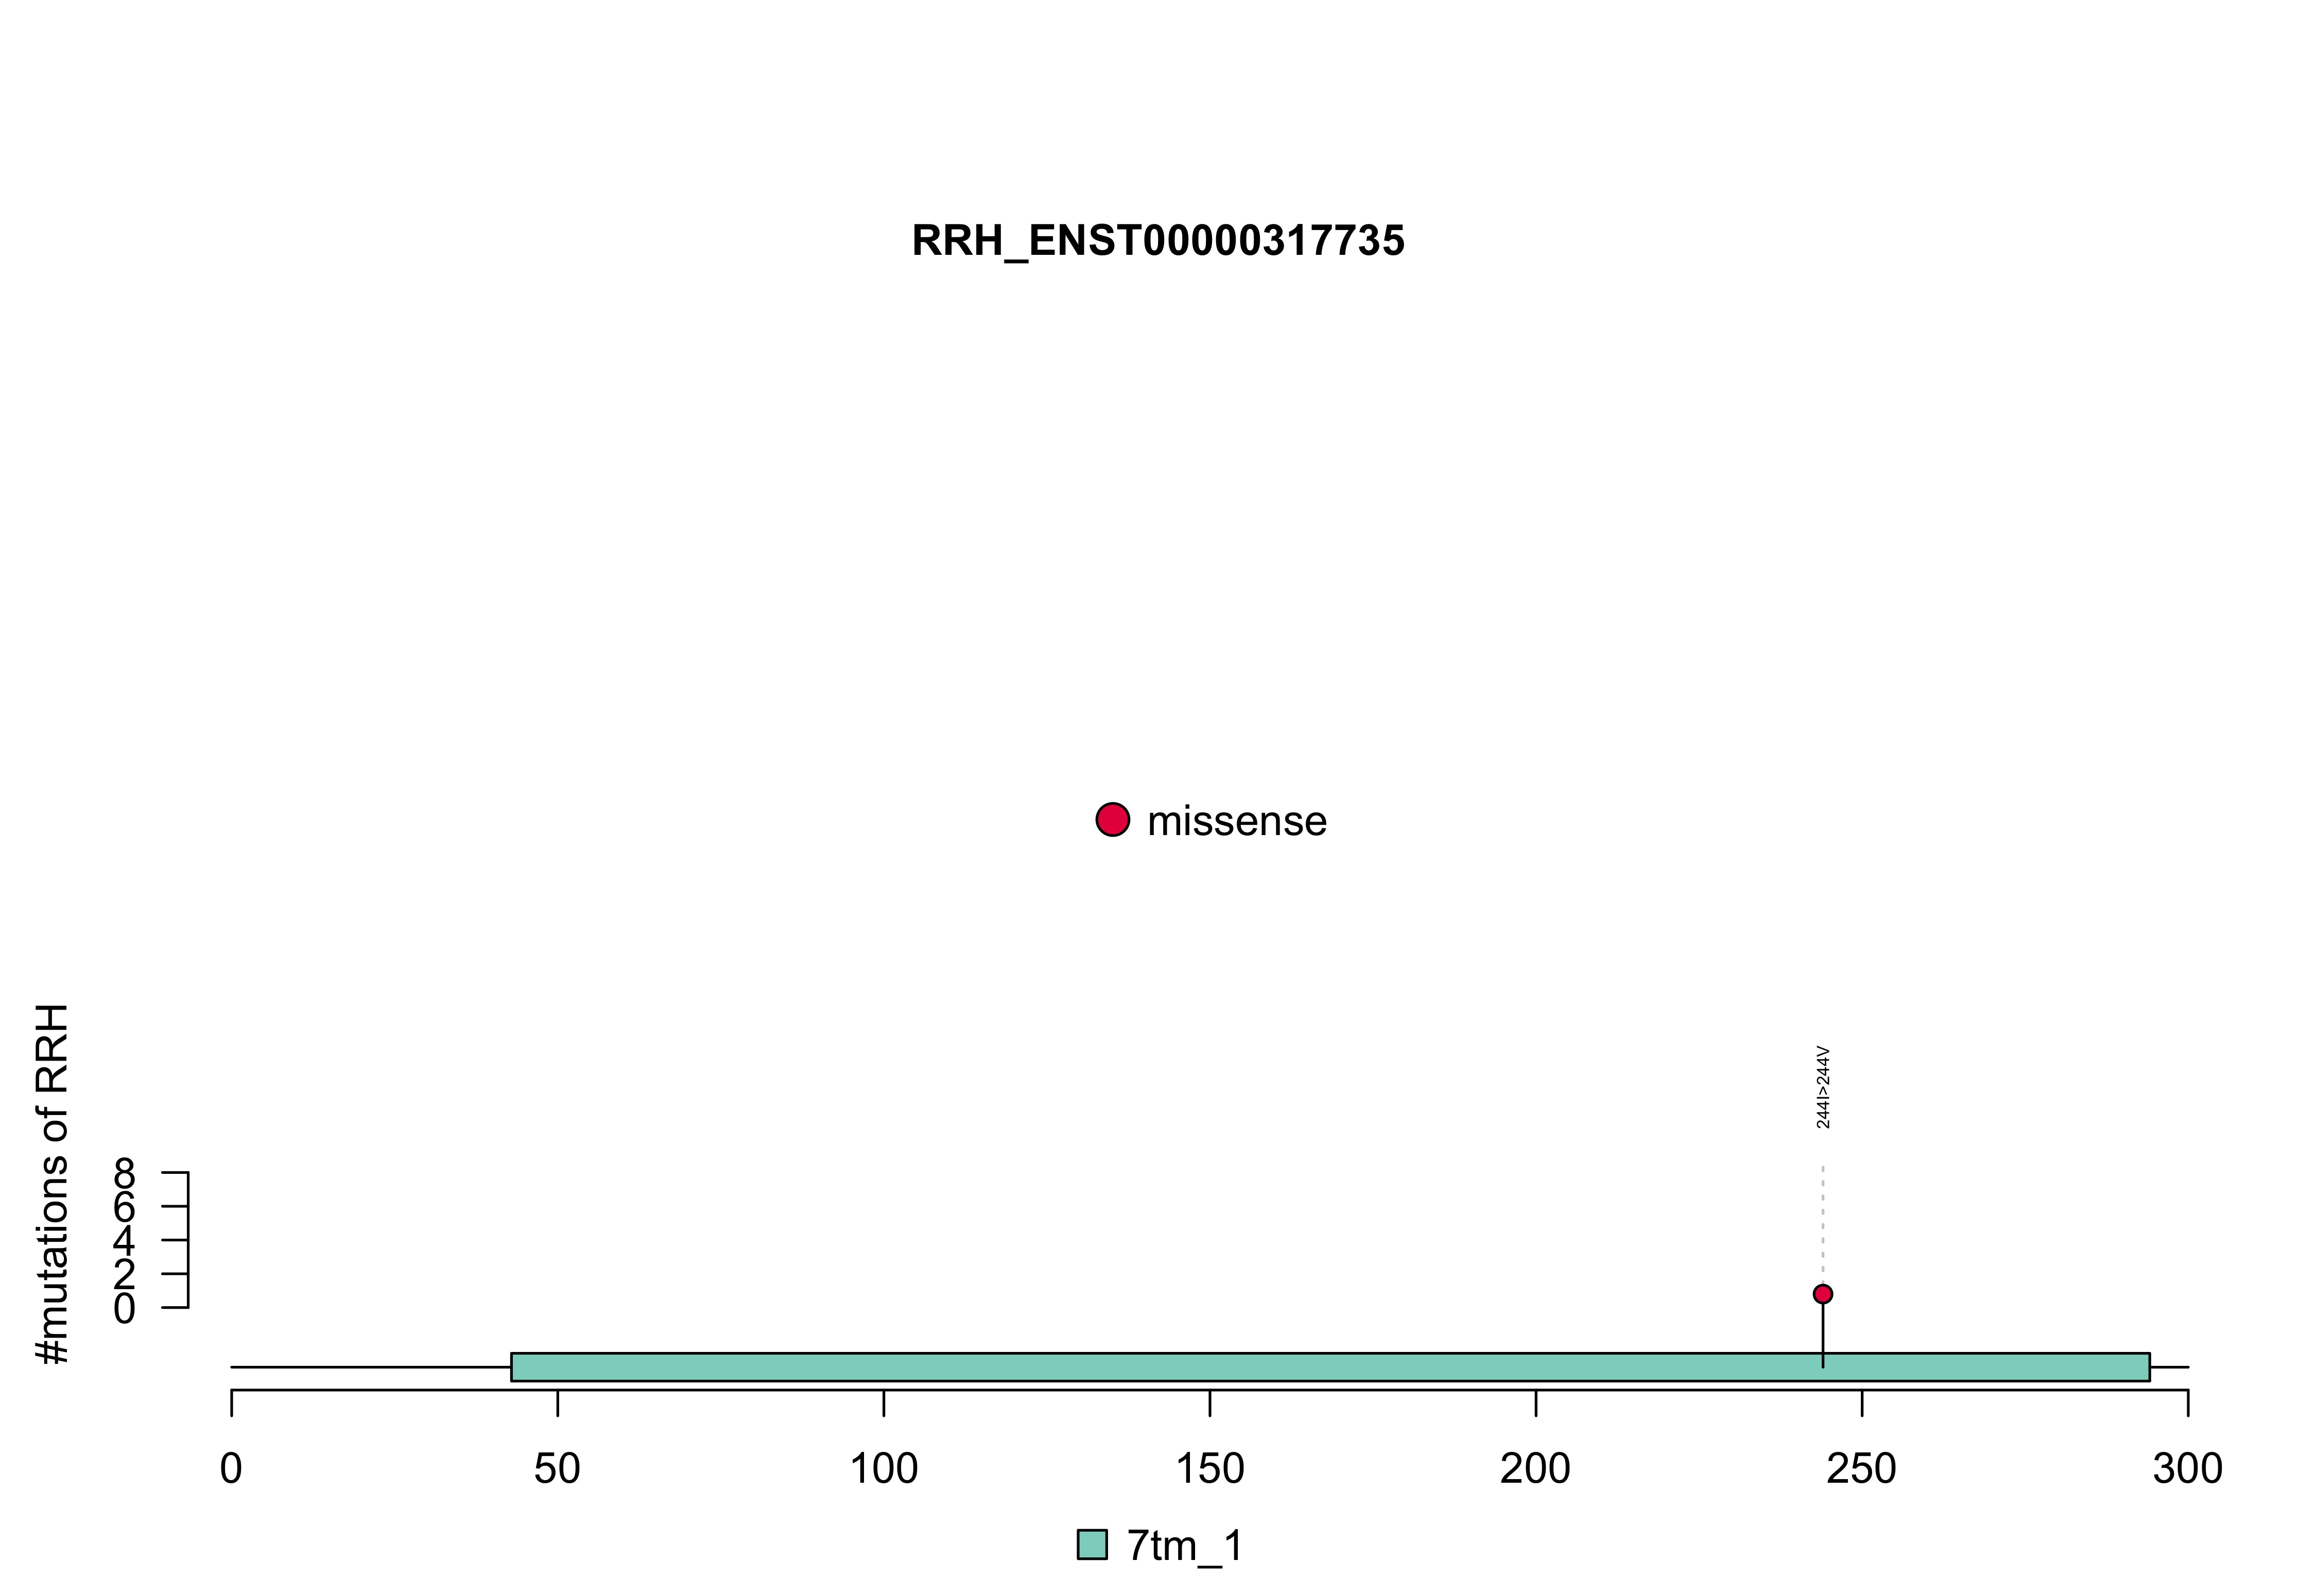 RRH_ENST00000317735
missense
#mutations of RRH
244I>244V
8
6
4
2
0
0 50 100 150 200 250 300
7tm_1